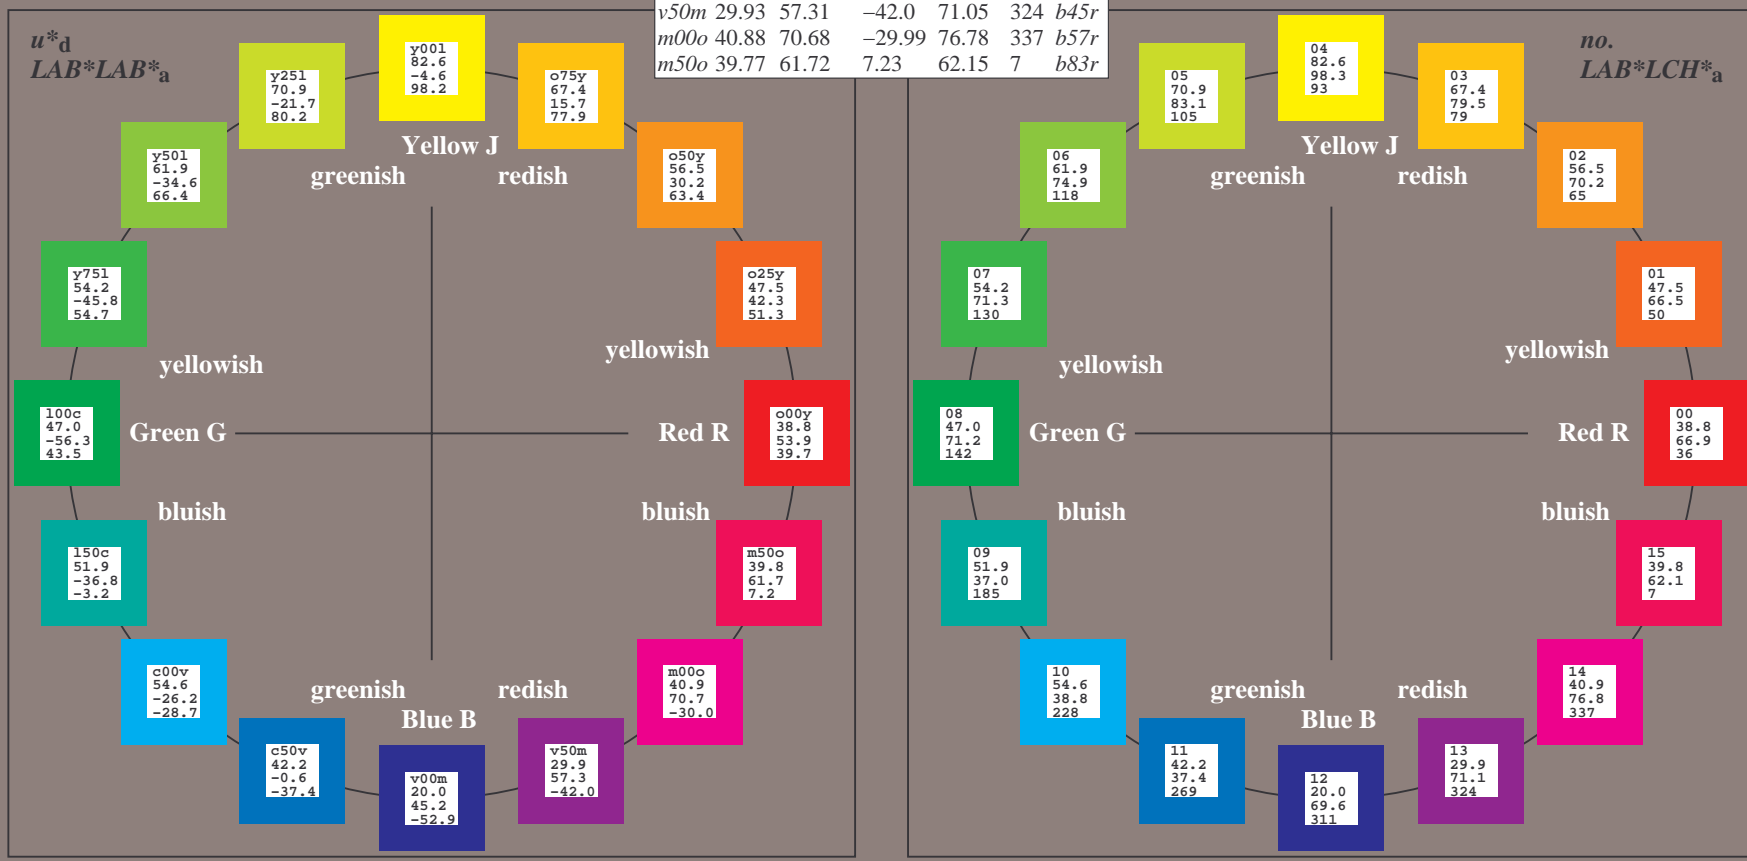 v50m 29.93 57.31 −42.0 71.05 324 b45r
m00o 40.88 70.68 −29.99 76.78 337 b57r
m50o 39.77 61.72 7.23 62.15 7 b83r
u*d
LAB*LAB*a
y00l
82.6
-4.6
98.2
y25l
70.9
-21.7
80.2
o75y
67.4
15.7
77.9
Yellow J
greenish redish
y50l
61.9
-34.6
66.4
o50y
56.5
30.2
63.4
y75l
54.2
-45.8
54.7
o25y
47.5
42.3
51.3
yellowish
yellowish
l00c
47.0
-56.3
43.5
Green G
Red R
o00y
38.8
53.9
39.7
bluish
bluish
l50c
51.9
-36.8
-3.2
m50o
39.8
61.7
7.2
c00v
54.6
-26.2
-28.7
greenish redish
Blue B
m00o
40.9
70.7
-30.0
c50v
42.2
-0.6
-37.4
v00m
20.0
45.2
-52.9
v50m
29.9
57.3
-42.0
no.
LAB*LCH*a
04
82.6
98.3
93
05
70.9
83.1
105
03
67.4
79.5
79
Yellow J
greenish redish
06
61.9
74.9
118
02
56.5
70.2
65
07
54.2
71.3
130
01
47.5
66.5
50
yellowish
yellowish
08
47.0
71.2
142
Green G
Red R
00
38.8
66.9
36
bluish
bluish
09
51.9
37.0
185
15
39.8
62.1
7
10
54.6
38.8
228
greenish redish
Blue B
14
40.9
76.8
337
11
42.2
37.4
269
12
20.0
69.6
311
13
29.9
71.1
324